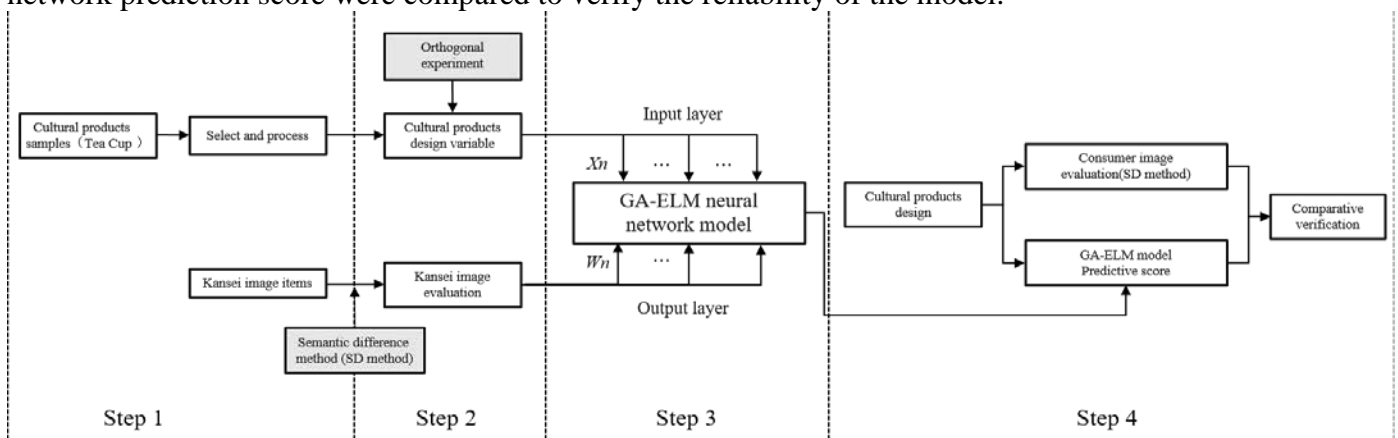 network prediction score were compared to verify the reliability of the model.
Orthogonal
experiment
Cultural products
samples（Tea Cup ）
Select and process
Cultural products
design variable
Input layer
Xn
...
...
GA-ELM neural
network model
Wn
...
Output layer
Kansei image items
Kansei image
evaluation
Semantic difference
method (SD method)
Cultural products
design
Consumer image
evaluation(SD method)
GA-ELM model
Predictive score
Comparative
verification
Step 1
Step 2
Step 3
Step 4